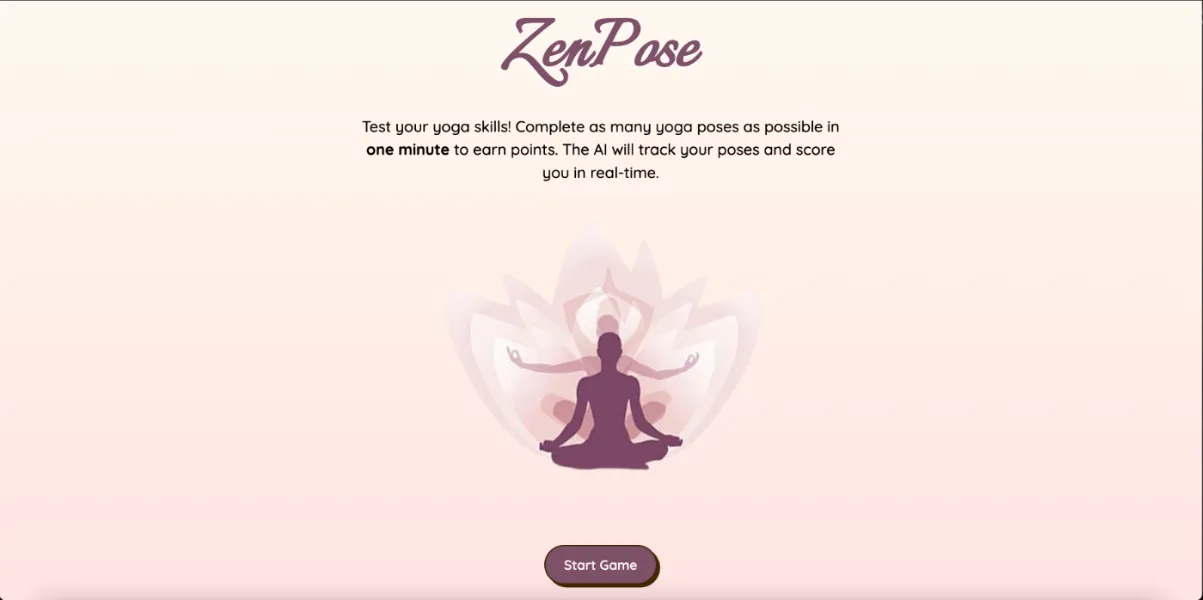 ZenPose
Test your yoga skills! Complete as many yoga poses as possible in
one minute to earn points. The AI will track your poses and score
you in real-time.
Start Game